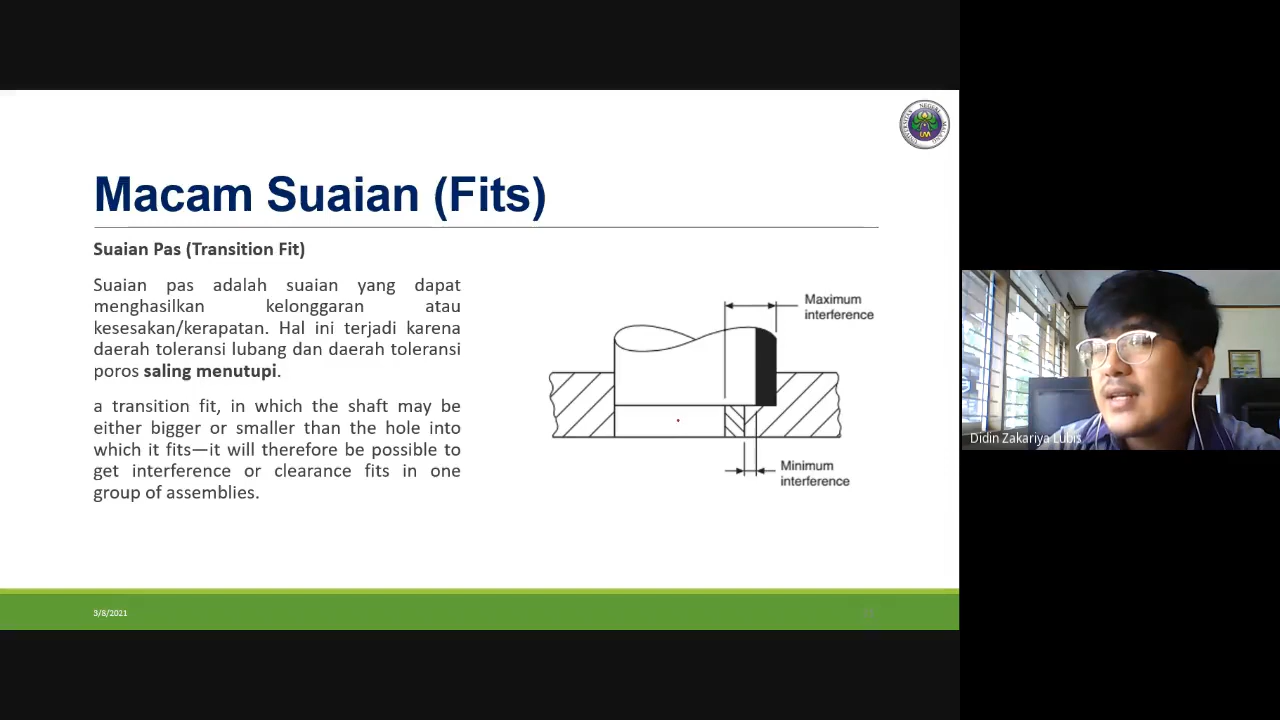 Macam Suaian (Fits)
Suaian Pas (Transition Fit)
Suaian pas adalah suaian yang dapat
menghasilkan kelonggaran atau
kesesakan/kerapatan. Hal ini terjadi karena
daerah toleransi lubang dan daerah toleransi
poros saling menutupi.
a transition fit, in which the shaft may be
either bigger or smaller than the hole into
which it fits—it will therefore be possible to
get interference or clearance fits in one
group of assemblies.
Maximum
interference
Minimum
interference
3/8/2021
UNIVERSITAS NEGERI MALANG
UM
Didin Zakariya Lubis